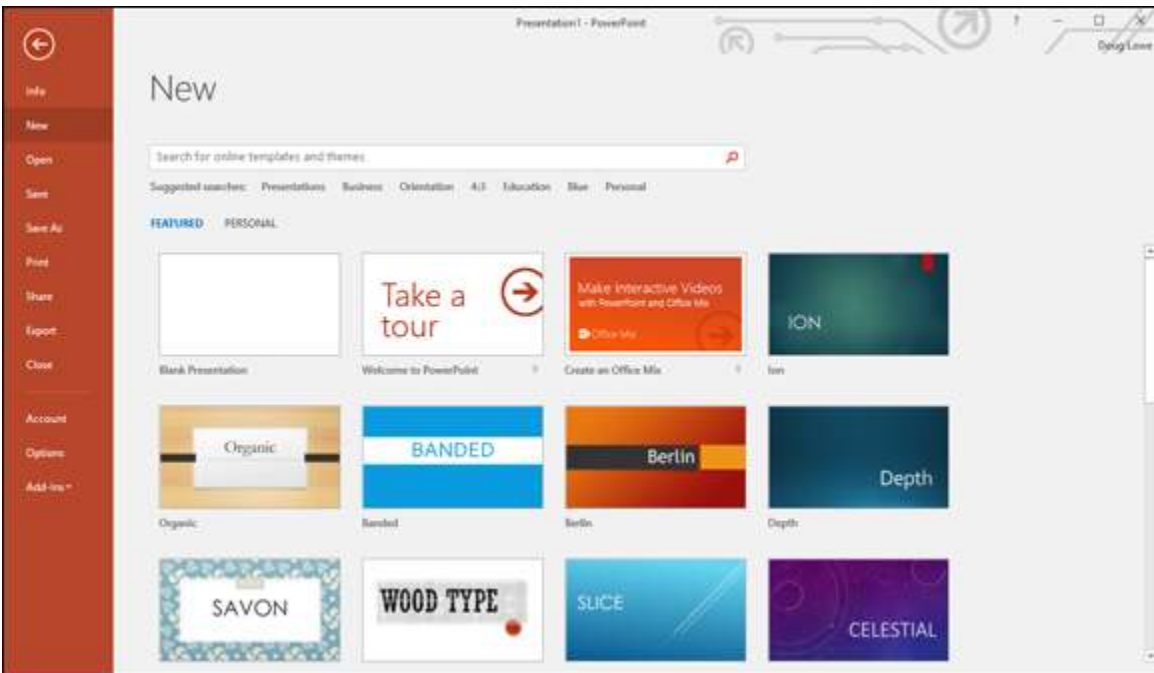 Presentation1 - PowerPoint
?
Doug Lowe
Info
New
Open
Save
Save As
Print
Share
Export
Close
Account
Options
Add-ins
New
Search for online templates and themes
Suggested searches: Presentations Business Orientation 4:3 Education Blue Personal
FEATURED PERSONAL
Take a
tour
Make Interactive Videos
with PowerPoint and Office Mix
Office Mix
ION
Blank Presentation
Welcome to PowerPoint
Create an Office Mix
Ion
Organic
BANDED
Berlin
Depth
Organic
Banded
Berlin
Depth
SAVON
WOOD TYPE
SLICE
CELESTIAL